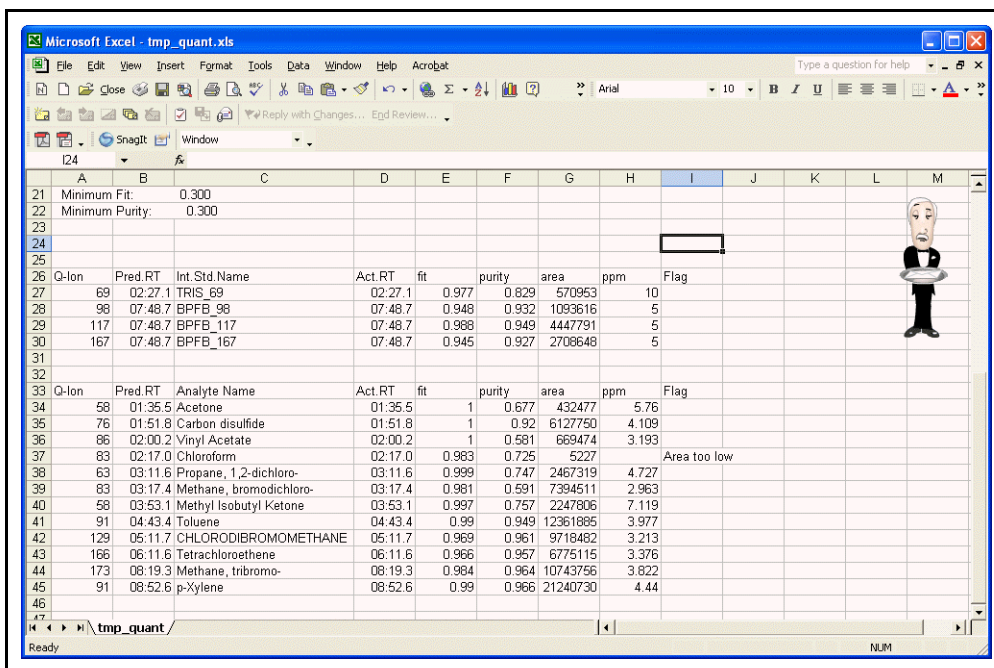 Microsoft Excel - tmp_quant.xls
File Edit View Insert Format Tools Data Window Help Acrobat Type a question for help
Close Arial 10 B I U
Reply with Changes... End Review...
SnagIt Window
I24 fx
A B C D E F G H I J K L M
21 Minimum Fit: 0.300
22 Minimum Purity: 0.300
23
24
25
26 Q-Ion Pred.RT Int.Std.Name Act.RT fit purity area ppm Flag
27 69 02:27.1 TRIS_69 02:27.1 0.977 0.829 570953 10
28 98 07:48.7 BPFB_98 07:48.7 0.948 0.932 1093616 5
29 117 07:48.7 BPFB_117 07:48.7 0.988 0.949 4447791 5
30 167 07:48.7 BPFB_167 07:48.7 0.945 0.927 2708648 5
31
32
33 Q-Ion Pred.RT Analyte Name Act.RT fit purity area ppm Flag
34 58 01:35.5 Acetone 01:35.5 1 0.677 432477 5.76
35 76 01:51.8 Carbon disulfide 01:51.8 1 0.92 6127750 4.109
36 86 02:00.2 Vinyl Acetate 02:00.2 1 0.581 669474 3.193
37 83 02:17.0 Chloroform 02:17.0 0.983 0.725 5227 Area too low
38 63 03:11.6 Propane, 1,2-dichloro- 03:11.6 0.999 0.747 2467319 4.727
39 83 03:17.4 Methane, bromodichloro- 03:17.4 0.981 0.591 7394511 2.963
40 58 03:53.1 Methyl Isobutyl Ketone 03:53.1 0.997 0.757 2247806 7.119
41 91 04:43.4 Toluene 04:43.4 0.99 0.949 12361885 3.977
42 129 05:11.7 CHLORODIBROMOMETHANE 05:11.7 0.969 0.961 9718482 3.213
43 166 06:11.6 Tetrachloroethene 06:11.6 0.966 0.957 6775115 3.376
44 173 08:19.3 Methane, tribromo- 08:19.3 0.984 0.964 10743756 3.822
45 91 08:52.6 p-Xylene 08:52.6 0.99 0.966 21240730 4.44
46
47
tmp_quant
Ready NUM